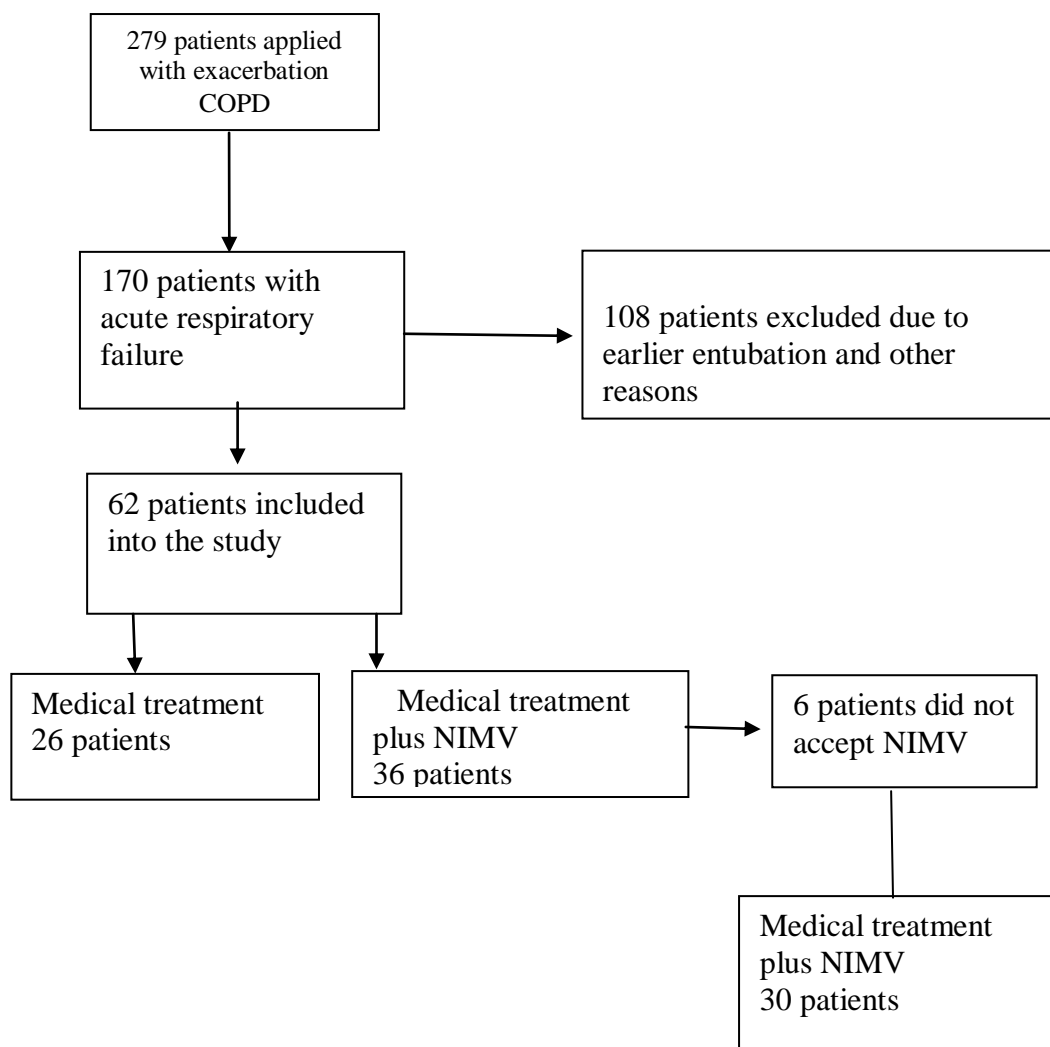 279 patients applied
with exacerbation
COPD
170 patients with
acute respiratory
failure
108 patients excluded due to
earlier entubation and other
reasons
62 patients included
into the study
Medical treatment
26 patients
Medical treatment
plus NIMV
36 patients
6 patients did not
accept NIMV
Medical treatment
plus NIMV
30 patients